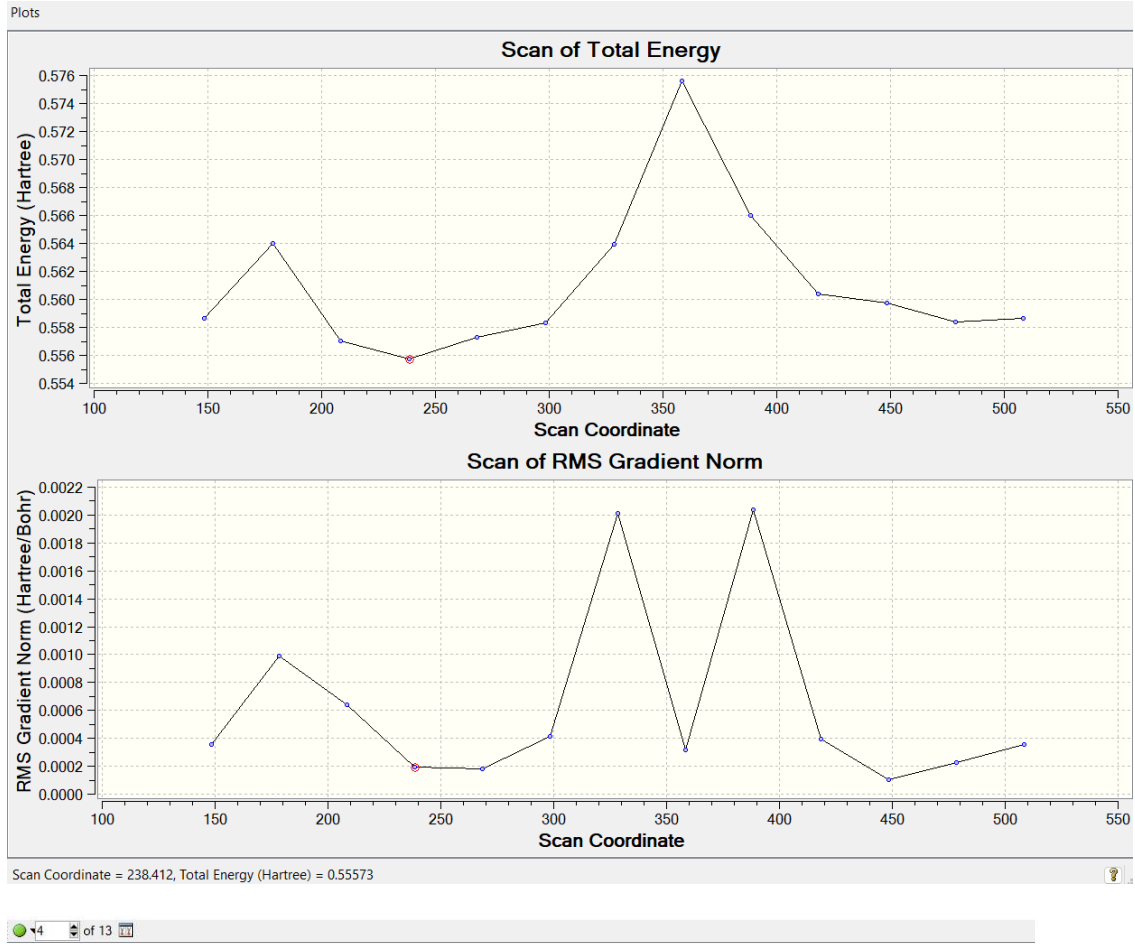 Plots
Scan of Total Energy
Total Energy (Hartree)
0.576
0.574
0.572
0.570
0.568
0.566
0.564
0.562
0.560
0.558
0.556
0.554
100 150 200 250 300 350 400 450 500 550
Scan Coordinate
Scan of RMS Gradient Norm
RMS Gradient Norm (Hartree/Bohr)
0.0022
0.0020
0.0018
0.0016
0.0014
0.0012
0.0010
0.0008
0.0006
0.0004
0.0002
0.0000
100 150 200 250 300 350 400 450 500 550
Scan Coordinate
Scan Coordinate = 238.412, Total Energy (Hartree) = 0.55573
?
4 of 13